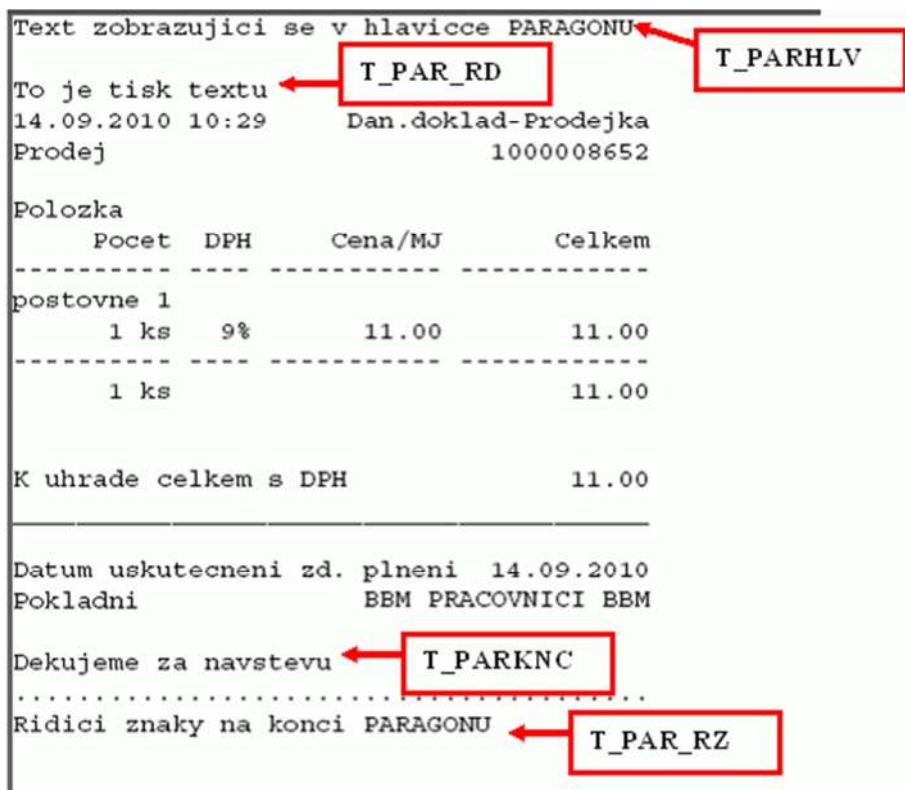 Text zobrazujici se v hlavicce PARAGONU
T_PARHLV
T_PAR_RD
To je tisk textu
14.09.2010 10:29 Dan.doklad-Prodejka
Prodej 1000008652
Polozka
Pocet DPH Cena/MJ Celkem
---------- ---- ----------- ------------
postovne 1
1 ks 9% 11.00 11.00
---------- ---- ----------- ------------
1 ks 11.00
K uhrade celkem s DPH 11.00
________________________________________
Datum uskutecneni zd. plneni 14.09.2010
Pokladni BBM PRACOVNICI BBM
Dekujeme za navstevu
T_PARKNC
........................................
Ridici znaky na konci PARAGONU
T_PAR_RZ